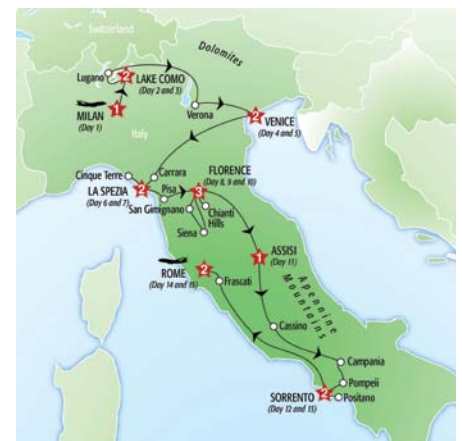 Switzerland
Dolomites
Lugano
2
LAKE COMO
(Day 2 and 3)
1
MILAN
(Day 1)
Verona
2
VENICE
(Day 4 and 5)
Italy
Cinque Terre
Carrara
2
LA SPEZIA
(Day 6 and 7)
Pisa
FLORENCE
(Day 8, 9 and 10)
3
San Gimignano
Chianti
Hills
Siena
1
ASSISI
(Day 11)
ROME
(Day 14 and 15)
2
Frascati
Apennine
Mountains
Cassino
Campania
Pompeii
SORRENTO
(Day 12 and 13)
2
Positano